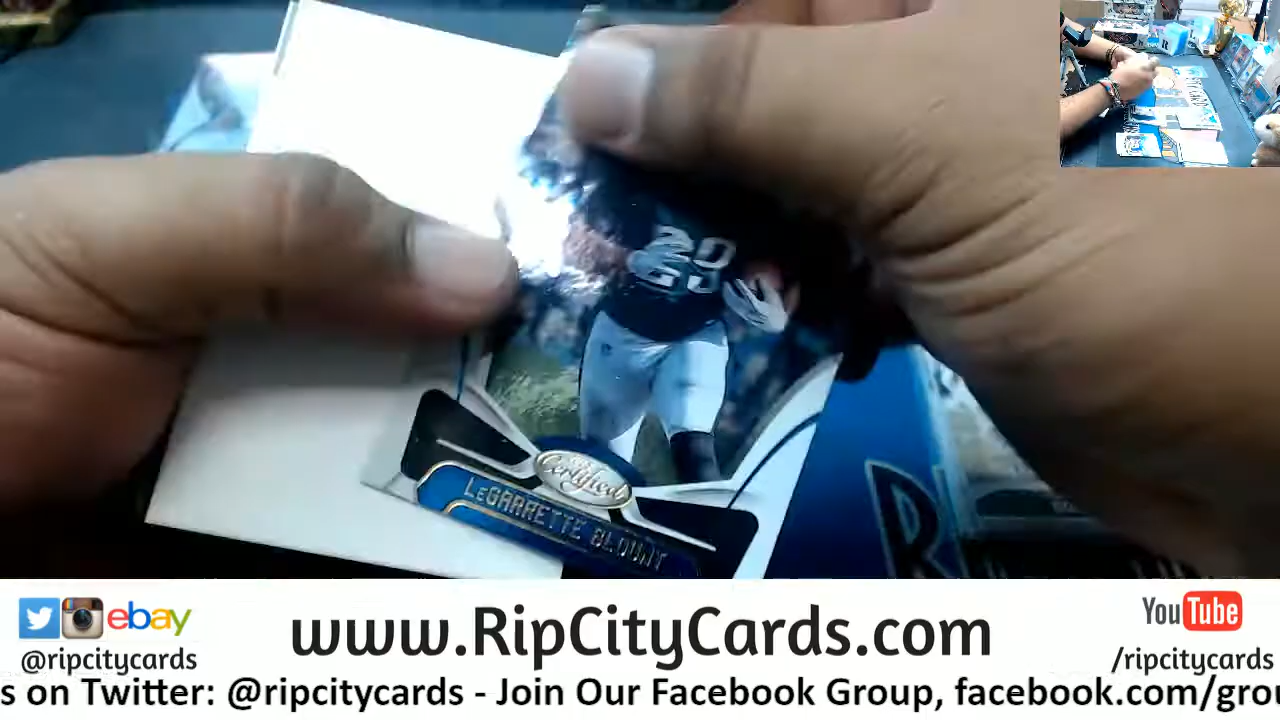 29
Certified
LeGARRETTE BLOUNT
ebay
www.RipCityCards.com
YouTube
@ripcitycards
/ripcitycards
s on Twitter: @ripcitycards - Join Our Facebook Group, facebook.com/grou